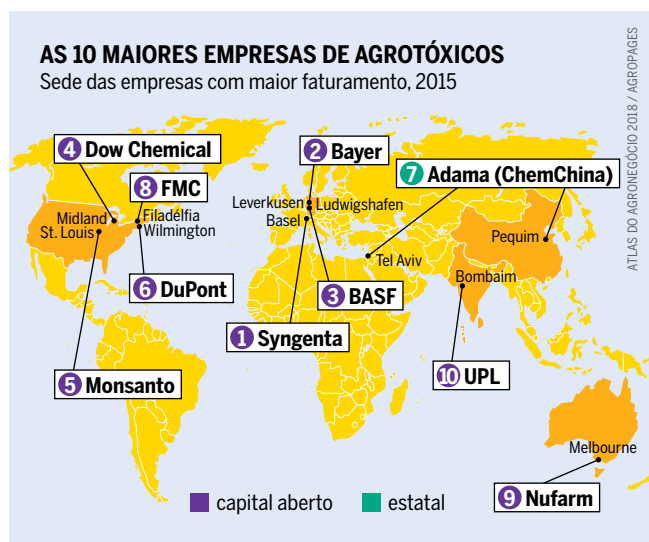 AS 10 MAIORES EMPRESAS DE AGROTÓXICOS
Sede das empresas com maior faturamento, 2015
4 Dow Chemical
2 Bayer
7 Adama (ChemChina)
8 FMC
Leverkusen
Ludwigshafen
Basel
Midland
St. Louis
Filadélfia
Wilmington
Pequim
Tel Aviv
Bombaim
6 DuPont
3 BASF
1 Syngenta
5 Monsanto
10 UPL
Melbourne
9 Nufarm
capital aberto
estatal
ATLAS DO AGRONEGÓCIO 2018 / AGROPAGES